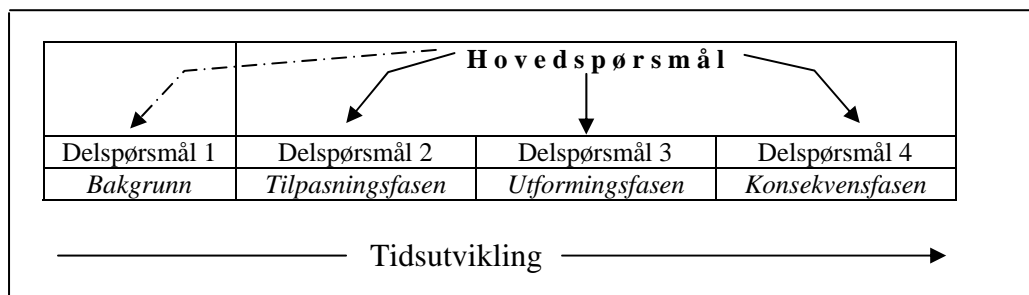 Hovedspørsmål
Delspørsmål 1 Delspørsmål 2 Delspørsmål 3 Delspørsmål 4
Bakgrunn Tilpasningsfasen Utformingsfasen Konsekvensfasen
Tidsutvikling